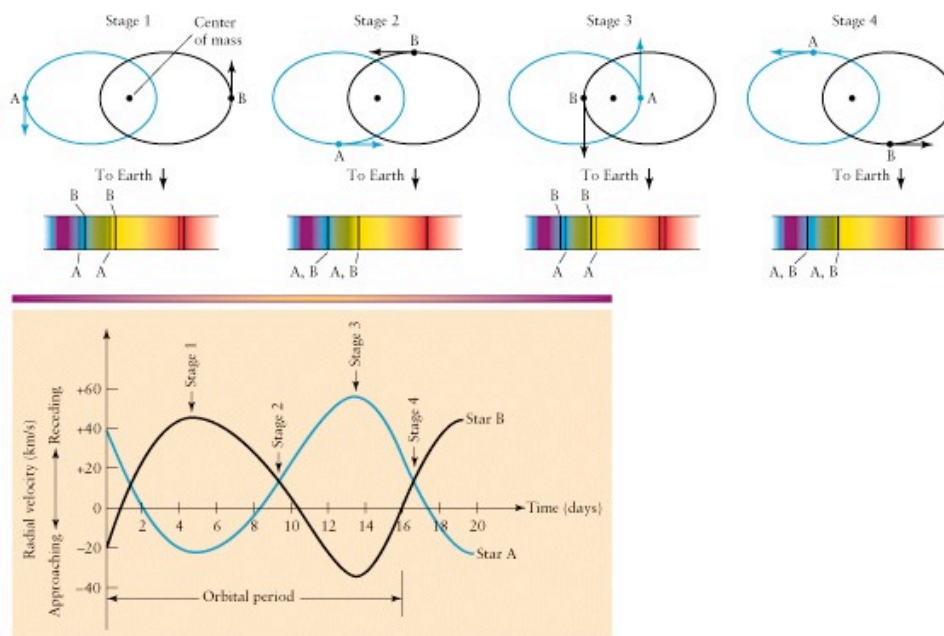 Stage 1
Center
of mass
A
B
To Earth
B B
A A
Stage 2
B
A
To Earth
A, B A, B
Stage 3
B
A
To Earth
B B
A A
Stage 4
A
B
To Earth
A, B A, B
Radial velocity (km/s)
Approaching
Receding
+60
+40
+20
0
−20
−40
Stage 1
Stage 2
Stage 3
Stage 4
2 4 6 8 10 12 14 16 18 20
Time (days)
Star B
Star A
Orbital period